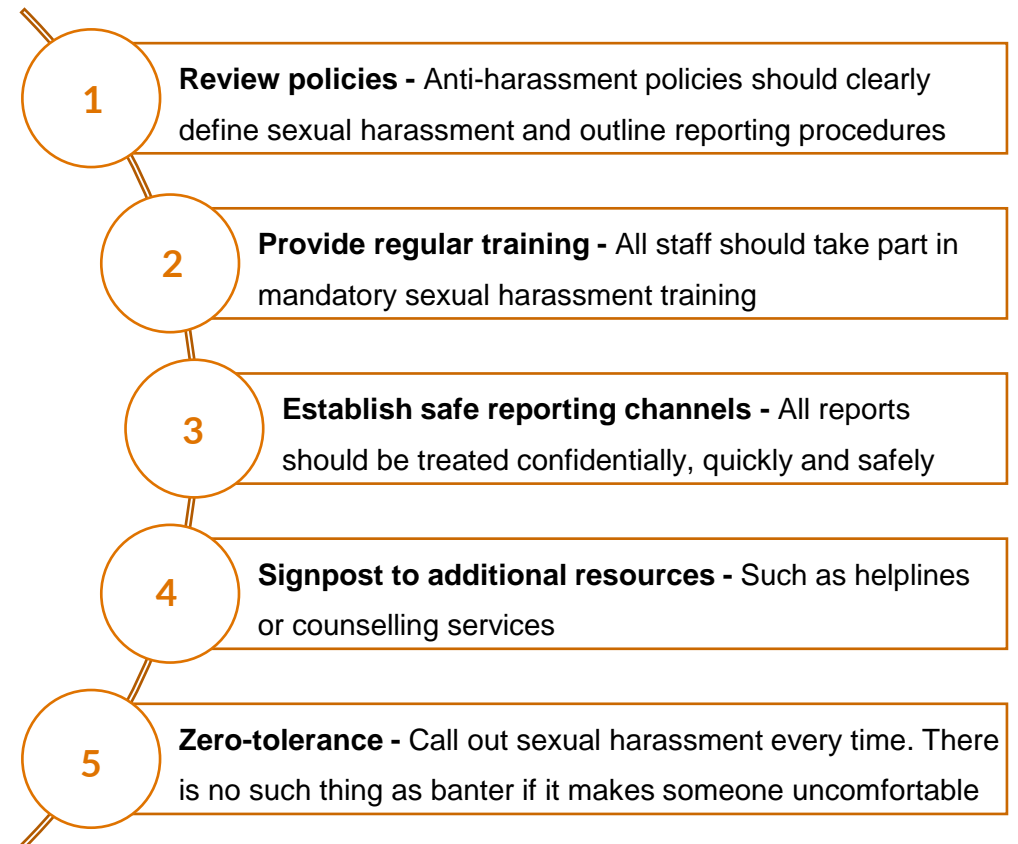 1
Review policies - Anti-harassment policies should clearly
define sexual harassment and outline reporting procedures
2
Provide regular training - All staff should take part in
mandatory sexual harassment training
3
Establish safe reporting channels - All reports
should be treated confidentially, quickly and safely
4
Signpost to additional resources - Such as helplines
or counselling services
5
Zero-tolerance - Call out sexual harassment every time. There
is no such thing as banter if it makes someone uncomfortable